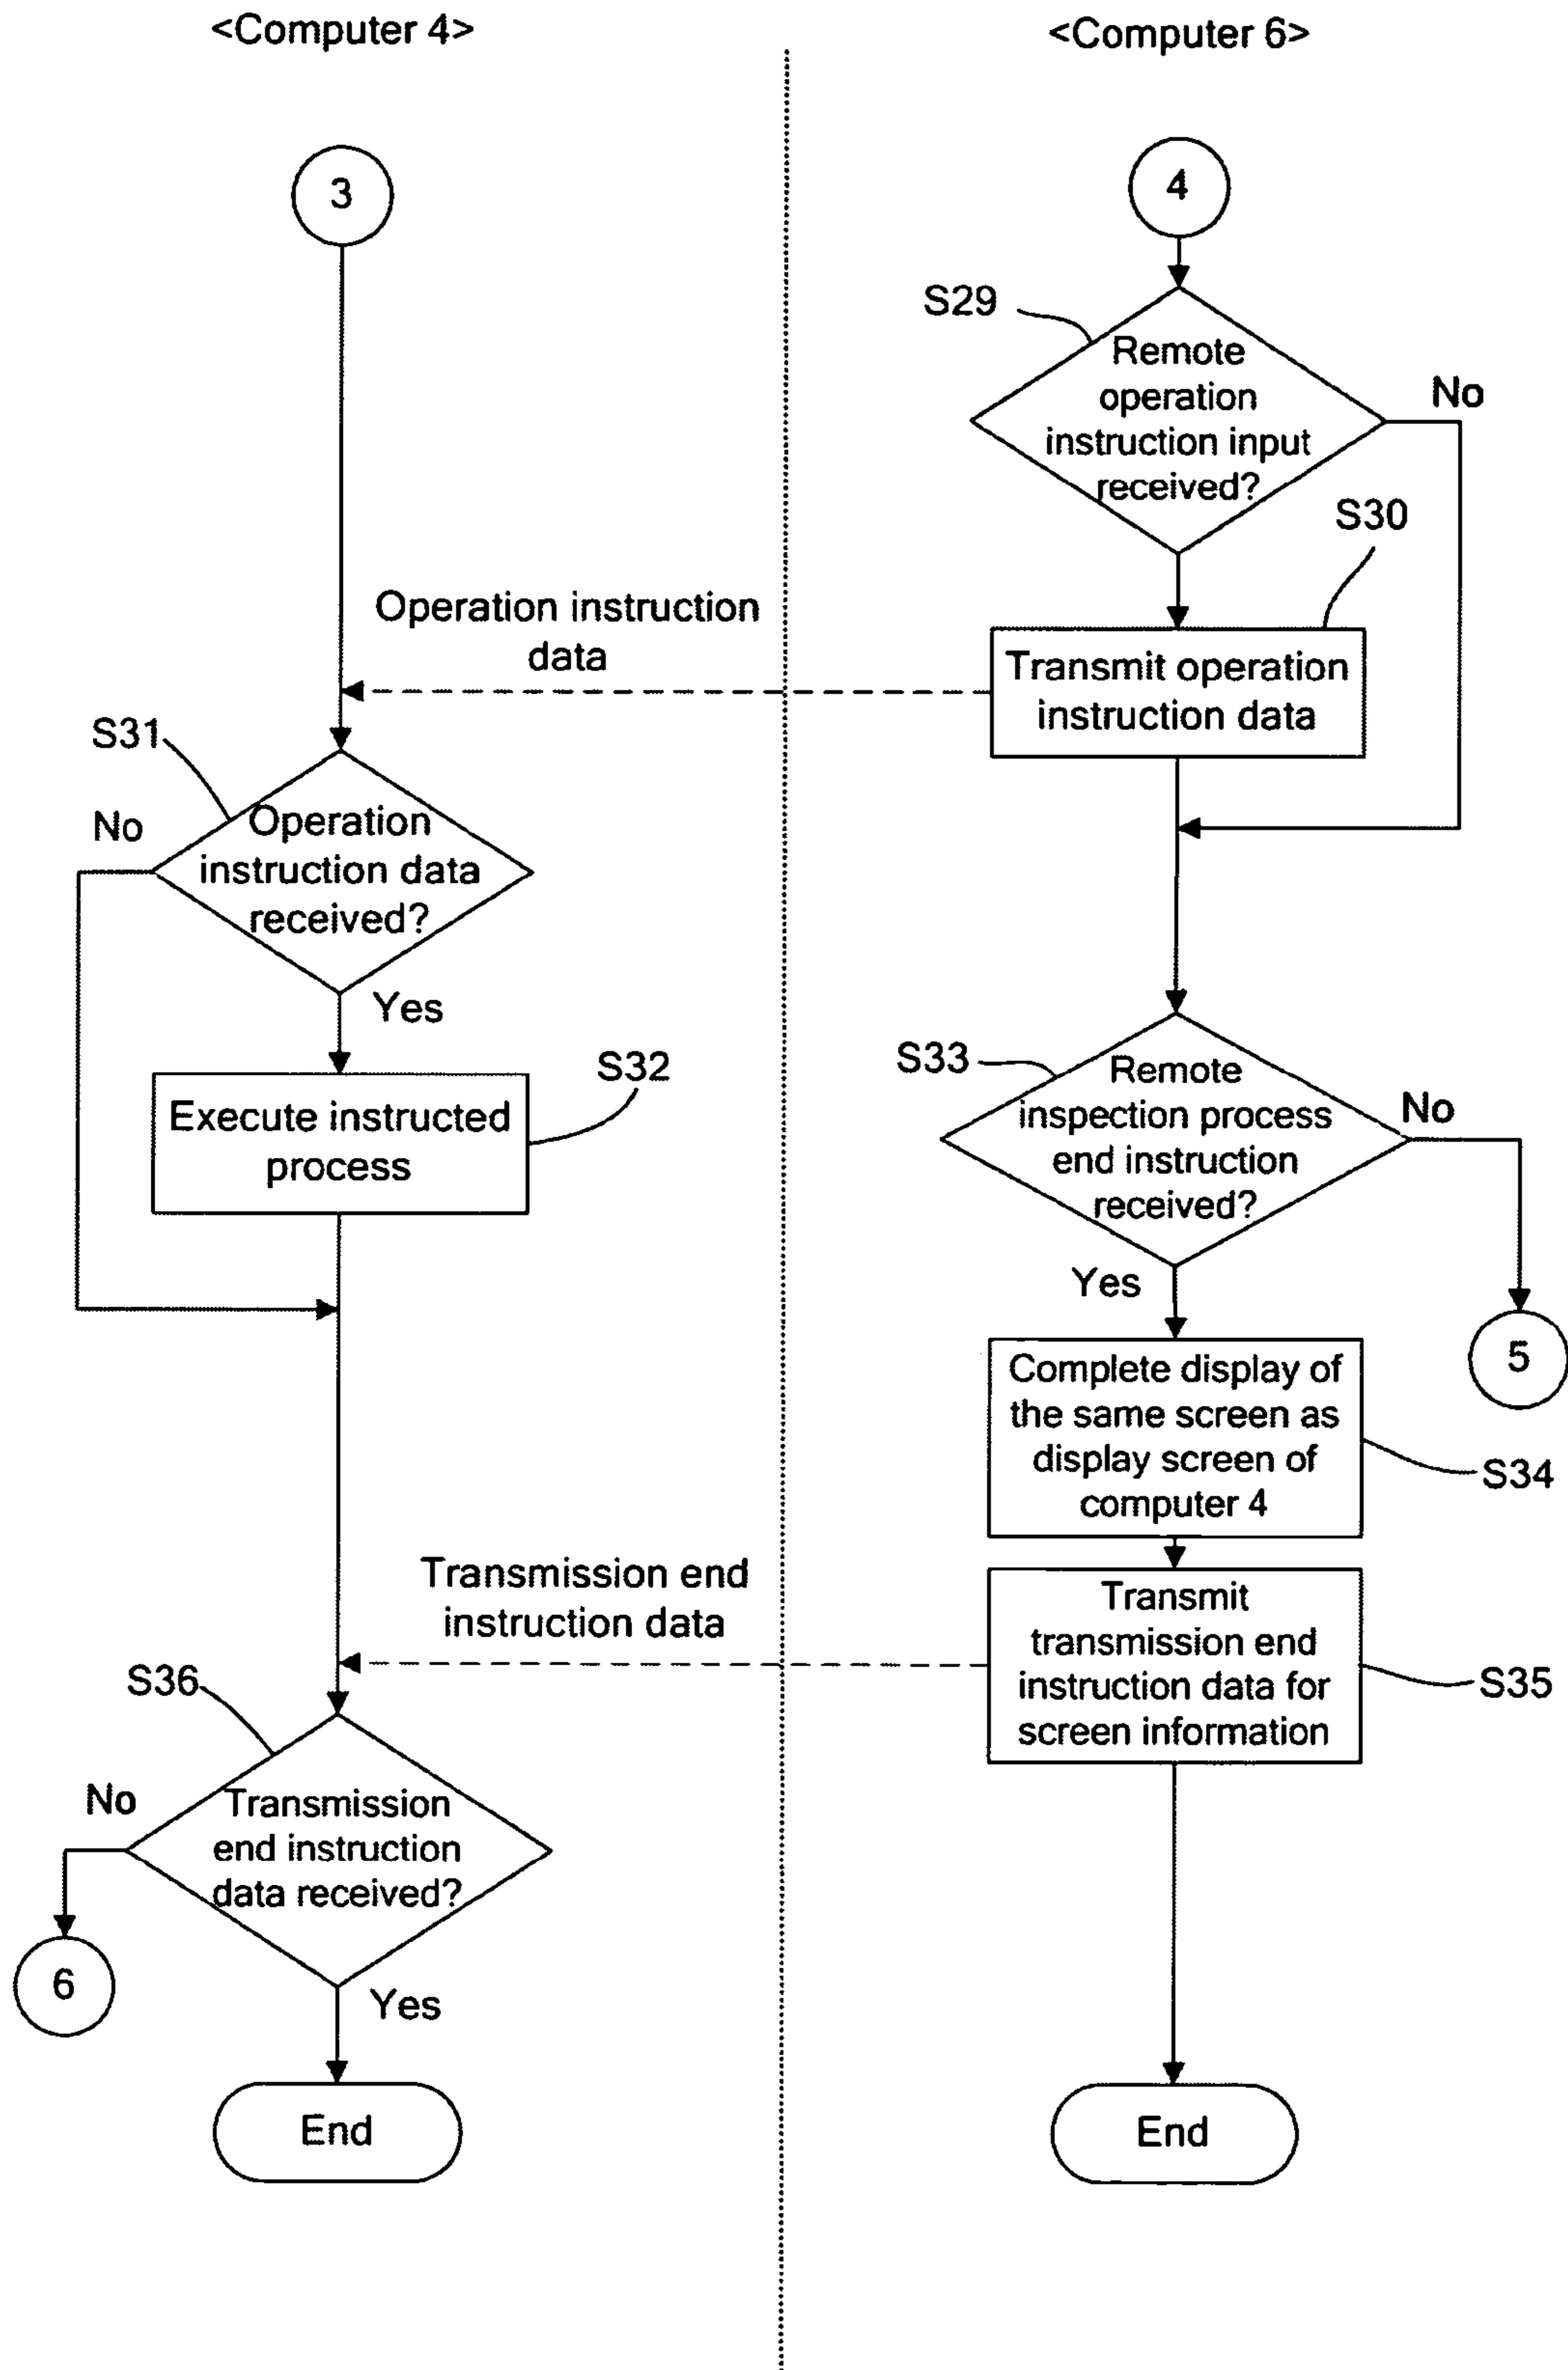 <Computer 4>
<Computer 6>
3
4
S29
Remote
operation
instruction input
received?
No
S30
Operation instruction
data
Transmit operation
instruction data
S31
No
Operation
instruction data
received?
Yes
S32
Execute instructed
process
S33
Remote
inspection process
end instruction
received?
No
Yes
5
Complete display of
the same screen as
display screen of
computer 4
S34
Transmission end
instruction data
Transmit
transmission end
instruction data for
screen information
S35
S36
No
Transmission
end instruction
data received?
6
Yes
End
End